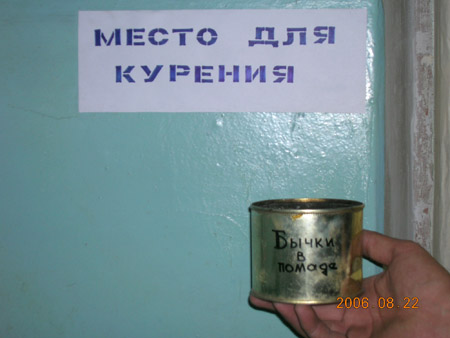 МЕСТО ДЛЯ
КУРЕНИЯ
Бычки
в
помаде
2006 08.22